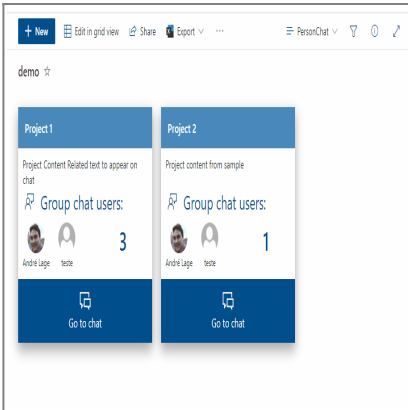 + New Edit in grid view Share Export ··· PersonChat
demo
Project 1
Project Content Related text to appear on
chat
Group chat users:
3
André Lage teste
Go to chat
Project 2
Project content from sample
Group chat users:
1
André Lage teste
Go to chat